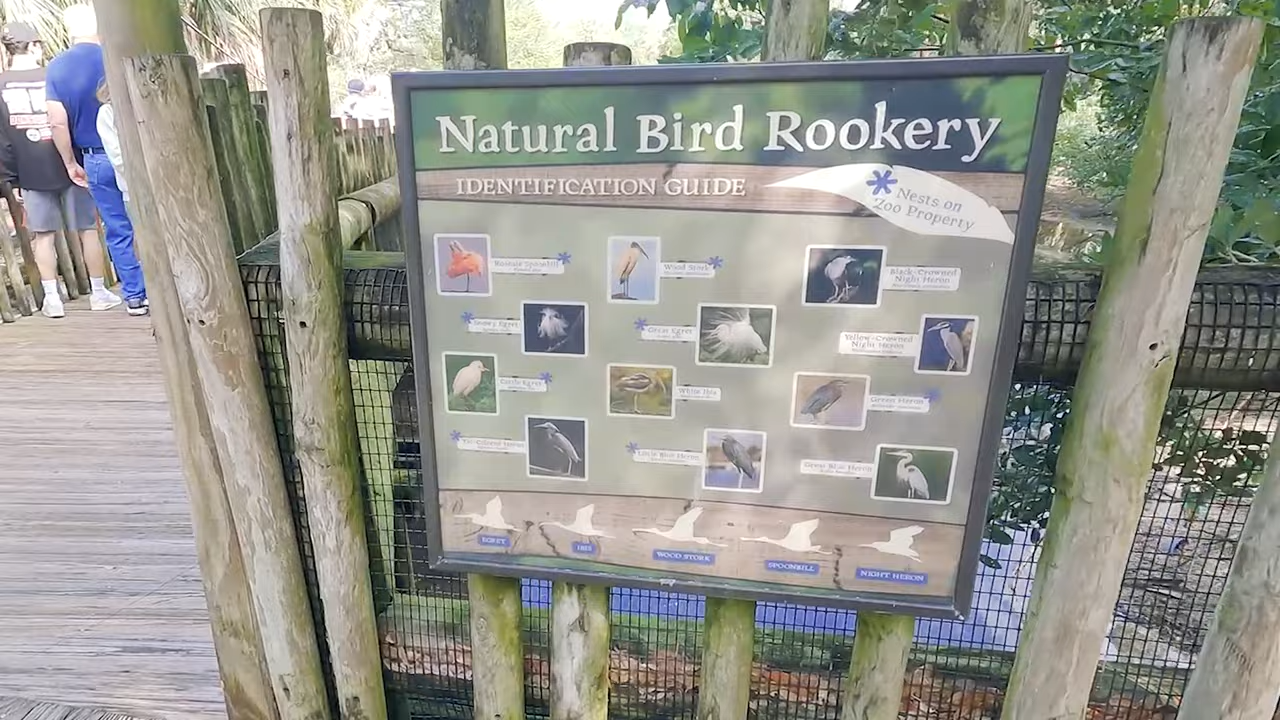 Natural Bird Rookery
IDENTIFICATION GUIDE
* Nests on
Zoo Property
Roseate Spoonbill *
Wood Stork *
Black-Crowned
Night Heron
* Snowy Egret
* Great Egret
Yellow-Crowned
Night Heron
Cattle Egret *
White Ibis
Green Heron *
* Tri-Colored Heron
* Little Blue Heron
Great Blue Heron
EGRET
IBIS
WOOD STORK
SPOONBILL
NIGHT HERON